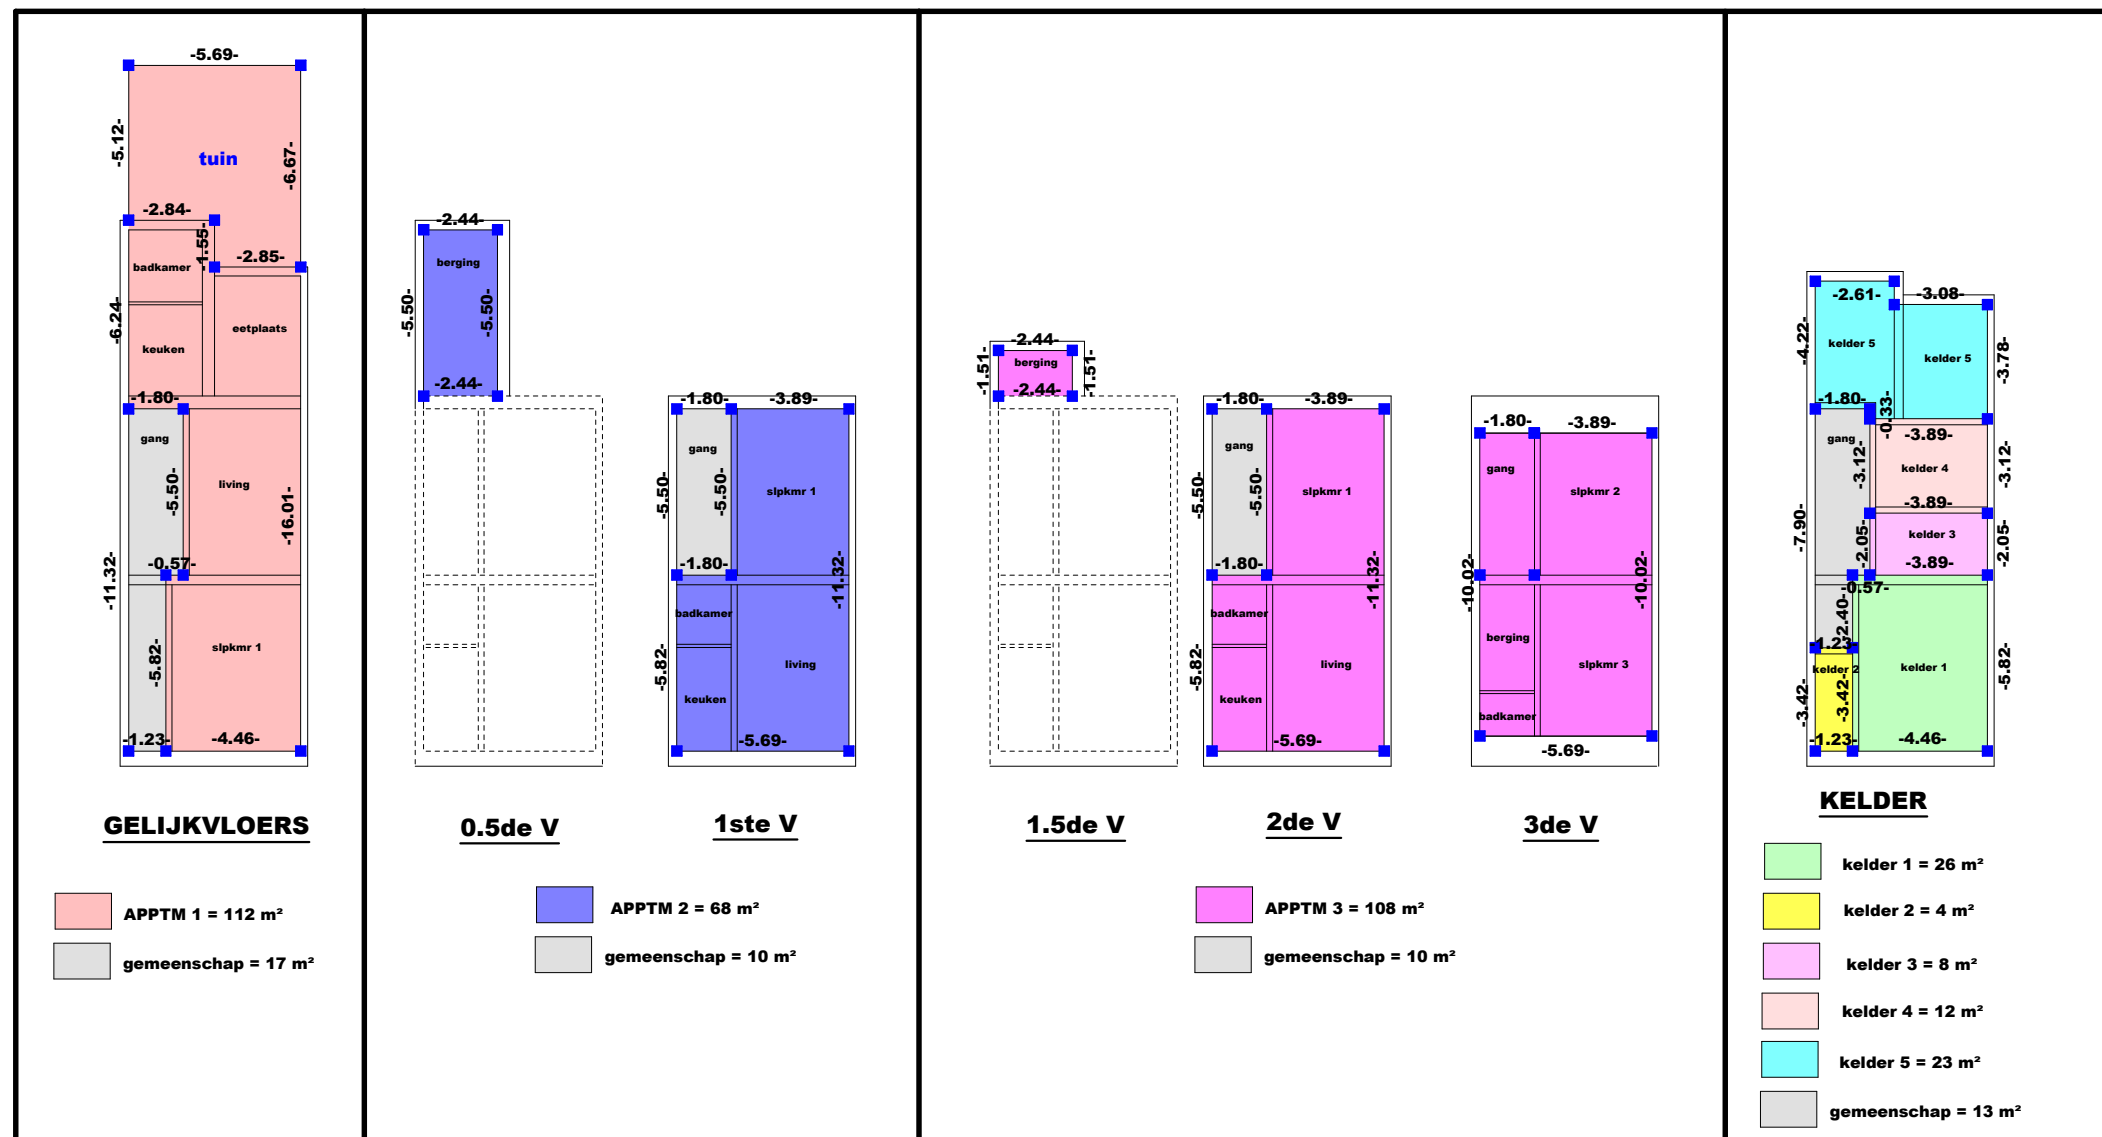 -5.69-
-5.12-
tuin
-6.67-
-2.84-
-1.55-
-2.85-
badkamer
-6.24-
eetplaats
keuken
-1.80-
gang
-5.50-
living
-16.01-
-0.57-
-11.32-
-5.82-
slpkmr 1
-1.23-
-4.46-
GELIJKVLOERS
APPTM 1 = 112 m²
gemeenschap = 17 m²
-2.44-
berging
-5.50-
-5.50-
-2.44-
0.5de V
-1.80-
-3.89-
gang
-5.50-
-5.50-
slpkmr 1
-1.80-
-11.32-
badkamer
-5.82-
living
keuken
-5.69-
1ste V
APPTM 2 = 68 m²
gemeenschap = 10 m²
-2.44-
berging
-1.51-
-1.51-
-2.44-
1.5de V
-1.80-
-3.89-
gang
-5.50-
-5.50-
slpkmr 1
-1.80-
-11.32-
badkamer
-5.82-
living
keuken
-5.69-
2de V
-1.80-
-3.89-
gang
slpkmr 2
-10.02-
-10.02-
berging
slpkmr 3
badkamer
-5.69-
3de V
APPTM 3 = 108 m²
gemeenschap = 10 m²
-2.61-
-3.08-
-4.22-
kelder 5
kelder 5
-3.78-
-1.80-
-0.33-
gang
-3.89-
-3.12-
kelder 4
-3.12-
-3.89-
-7.90-
kelder 3
-2.05-
-2.05-
-3.89-
-0.57-
-2.40-
-1.23-
kelder 2
kelder 1
-5.82-
-3.42-
-3.42-
-1.23-
-4.46-
KELDER
kelder 1 = 26 m²
kelder 2 = 4 m²
kelder 3 = 8 m²
kelder 4 = 12 m²
kelder 5 = 23 m²
gemeenschap = 13 m²